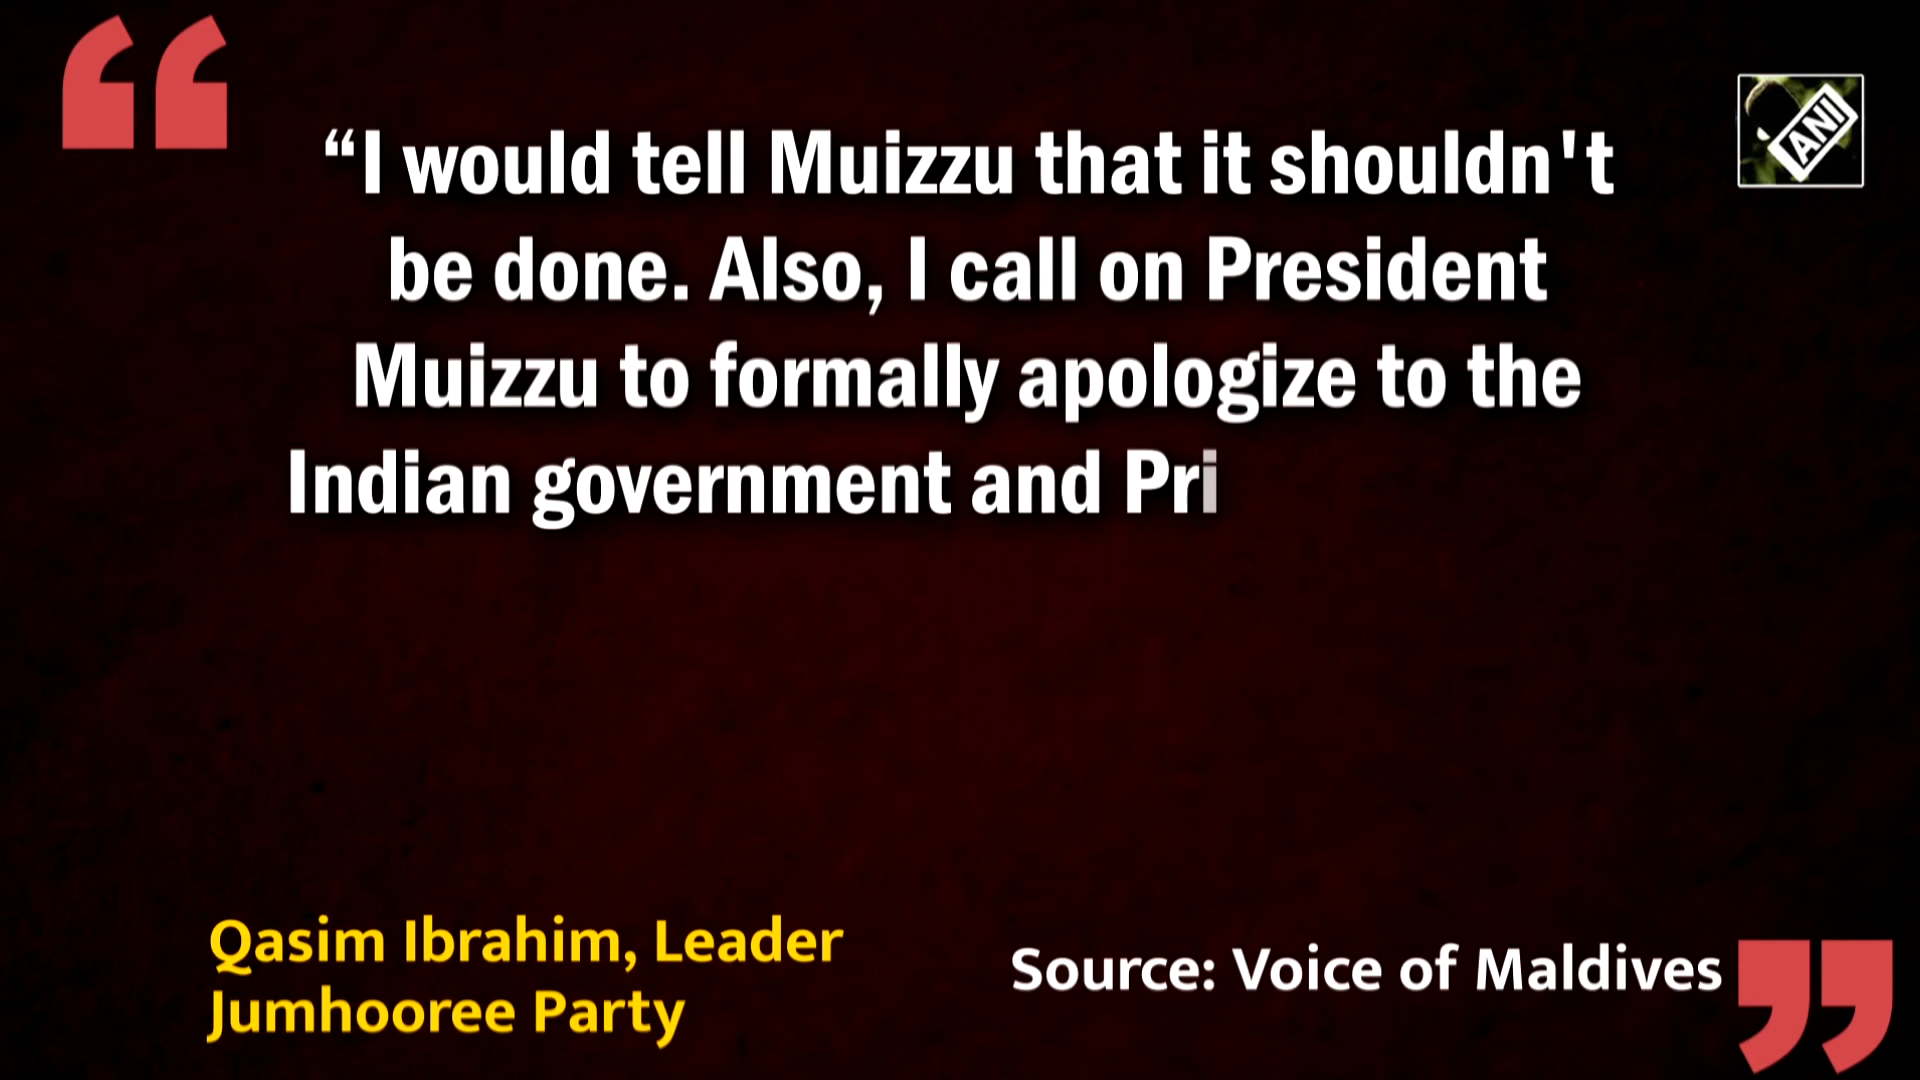 “I would tell Muizzu that it shouldn't
be done. Also, I call on President
Muizzu to formally apologize to the
Indian government and Pri
Qasim Ibrahim, Leader
Jumhooree Party
Source: Voice of Maldives
ANI